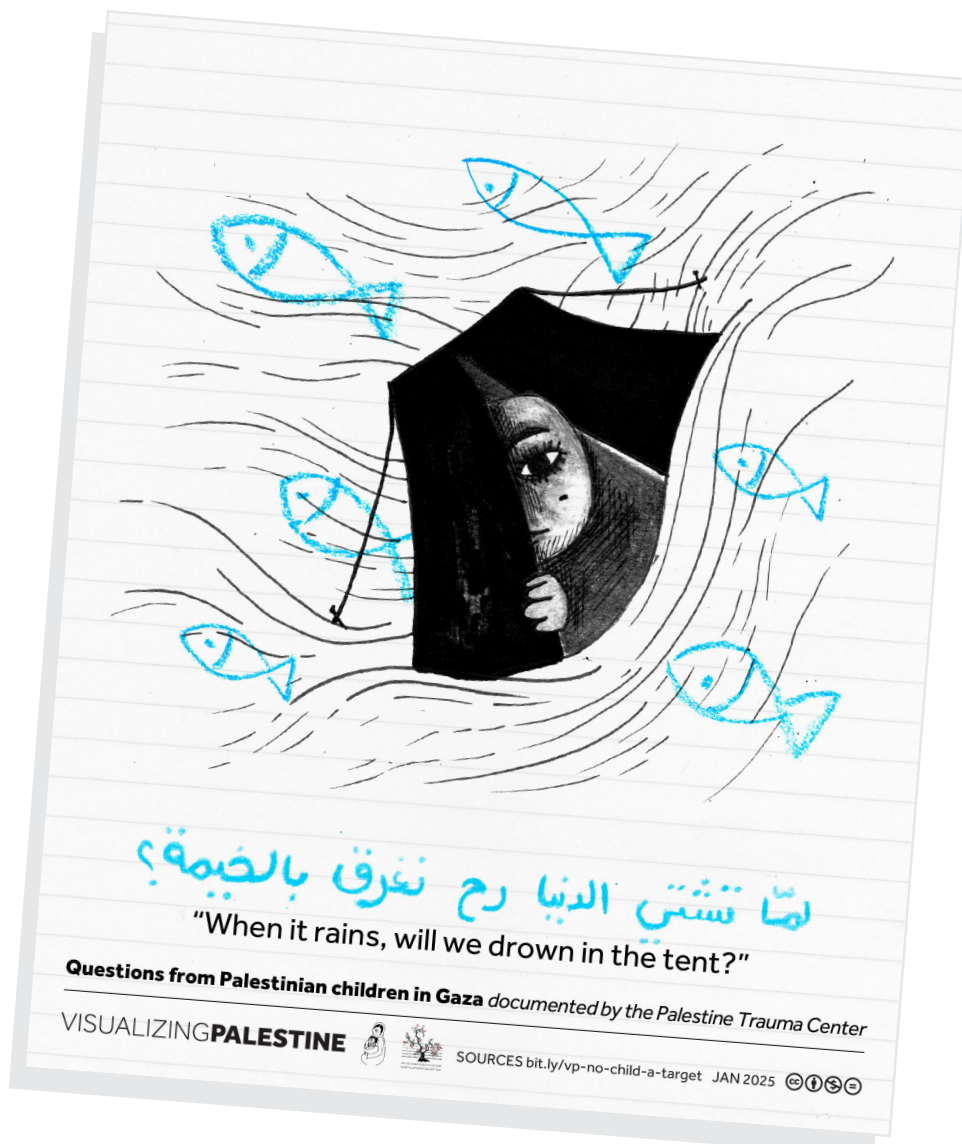 لمّا تشتّي الدنيا رح نغرق بالخيمة؟
“When it rains, will we drown in the tent?”
Questions from Palestinian children in Gaza documented by the Palestine Trauma Center
VISUALIZINGPALESTINE SOURCES bit.ly/vp-no-child-a-target JAN 2025